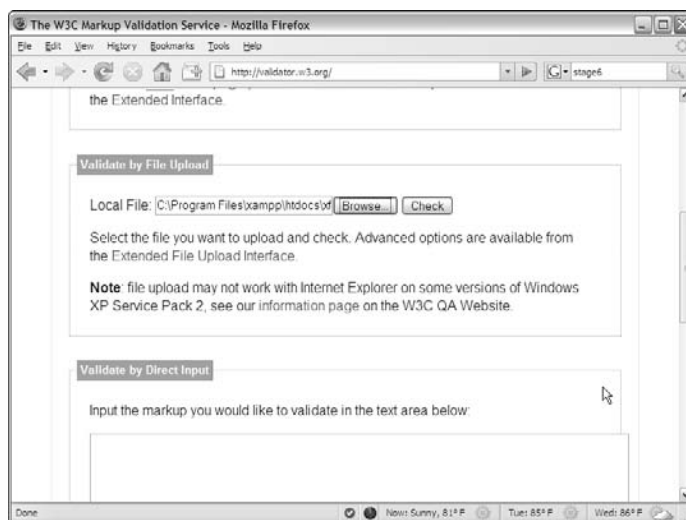 The W3C Markup Validation Service - Mozilla Firefox
File Edit View History Bookmarks Tools Help
http://validator.w3.org/ G stage6
the Extended Interface.
Validate by File Upload
Local File: C:\Program Files\xampp\htdocs\xf Browse... Check
Select the file you want to upload and check. Advanced options are available from
the Extended File Upload Interface.
Note: file upload may not work with Internet Explorer on some versions of Windows
XP Service Pack 2, see our information page on the W3C QA Website.
Validate by Direct Input
Input the markup you would like to validate in the text area below:
Done Now: Sunny, 81° F Tue: 85° F Wed: 86° F